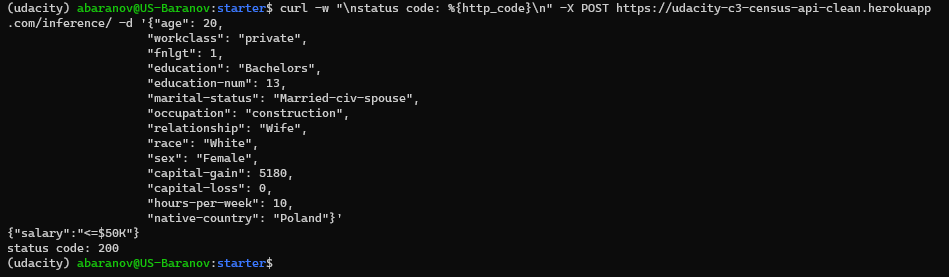 (udacity) abaranov@US-Baranov:starter$ curl -w "\nstatus code: %{http_code}\n" -X POST https://udacity-c3-census-api-clean.herokuapp
.com/inference/ -d '{"age": 20,
"workclass": "private",
"fnlgt": 1,
"education": "Bachelors",
"education-num": 13,
"marital-status": "Married-civ-spouse",
"occupation": "construction",
"relationship": "Wife",
"race": "White",
"sex": "Female",
"capital-gain": 5180,
"capital-loss": 0,
"hours-per-week": 10,
"native-country": "Poland"}'
{"salary":"<=$50K"}
status code: 200
(udacity) abaranov@US-Baranov:starter$